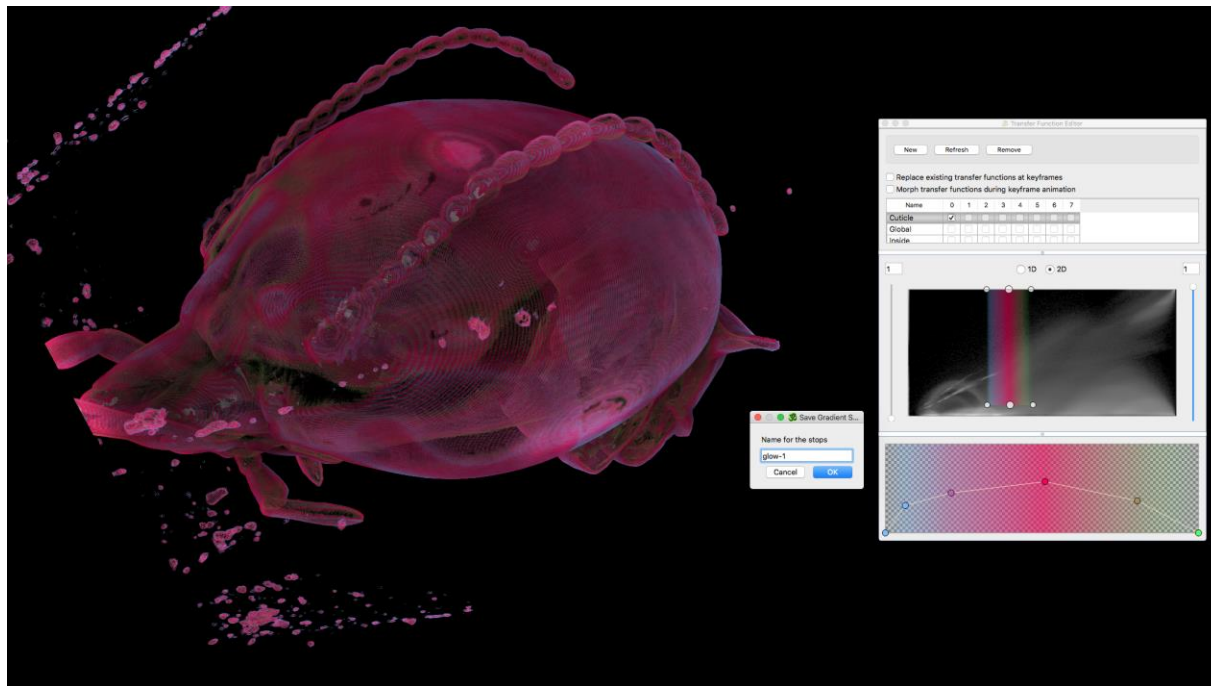 Transfer Function Editor
New Refresh Remove
Replace existing transfer functions at keyframes
Morph transfer functions during keyframe animation
Name 0 1 2 3 4 5 6 7
Cuticle
Global
Inside
1 1D 2D 1
Save Gradient S...
Name for the stops
glow-1
Cancel OK